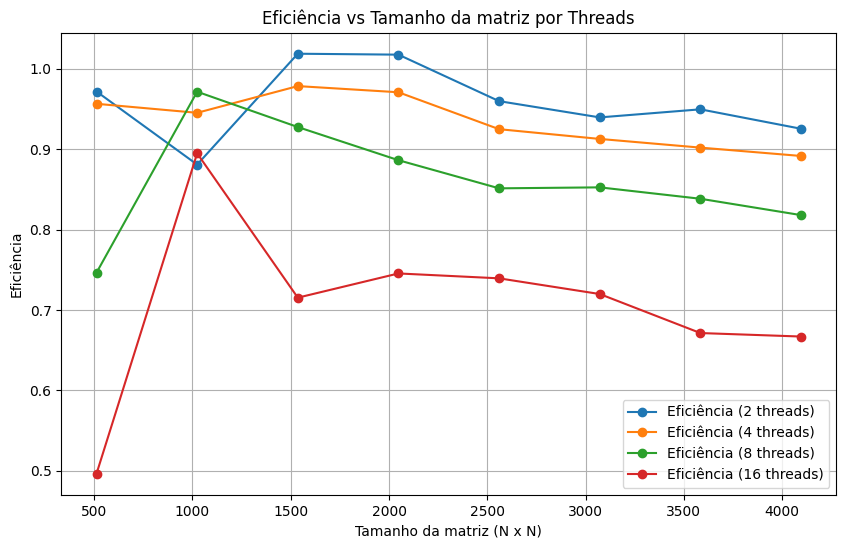 Eficiência vs Tamanho da matriz por Threads
Eficiência
1.0
0.9
0.8
0.7
0.6
0.5
500 1000 1500 2000 2500 3000 3500 4000
Tamanho da matriz (N x N)
Eficiência (2 threads)
Eficiência (4 threads)
Eficiência (8 threads)
Eficiência (16 threads)